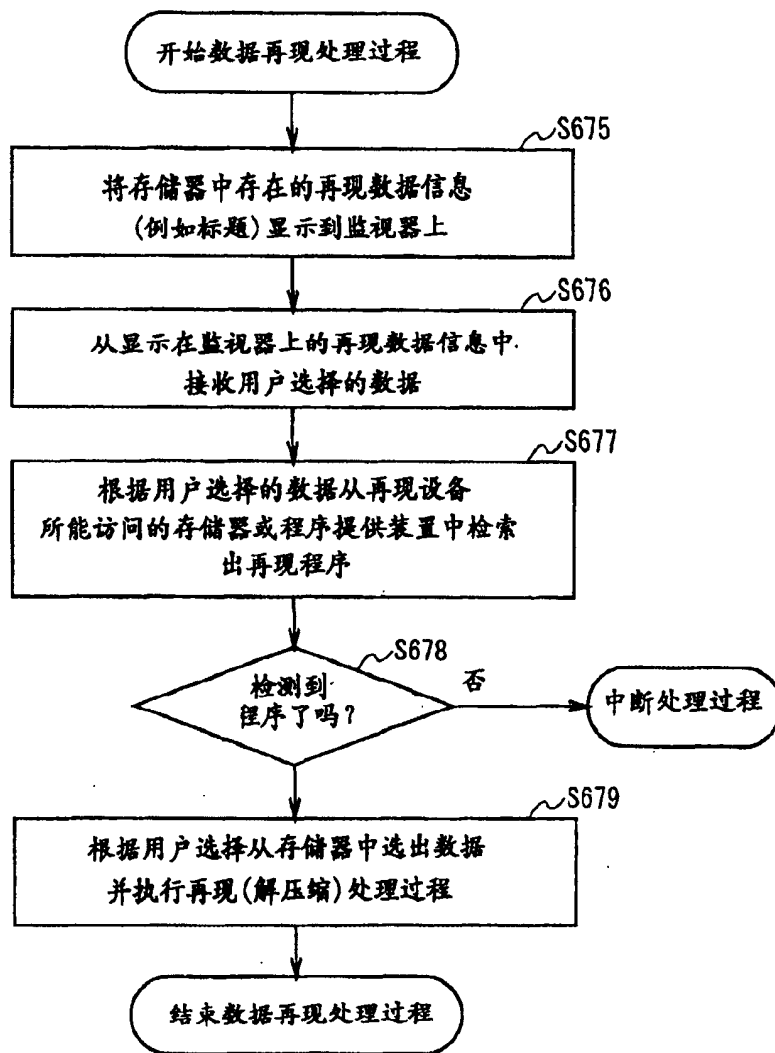 开始数据再现处理过程
S675
将存储器中存在的再现数据信息
(例如标题)显示到监视器上
S676
从显示在监视器上的再现数据信息中
接收用户选择的数据
S677
根据用户选择的数据从再现设备
所能访问的存储器或程序提供装置中检索
出再现程序
S678
检测到
程序了吗?
否
中断处理过程
S679
根据用户选择从存储器中选出数据
并执行再现(解压缩)处理过程
结束数据再现处理过程